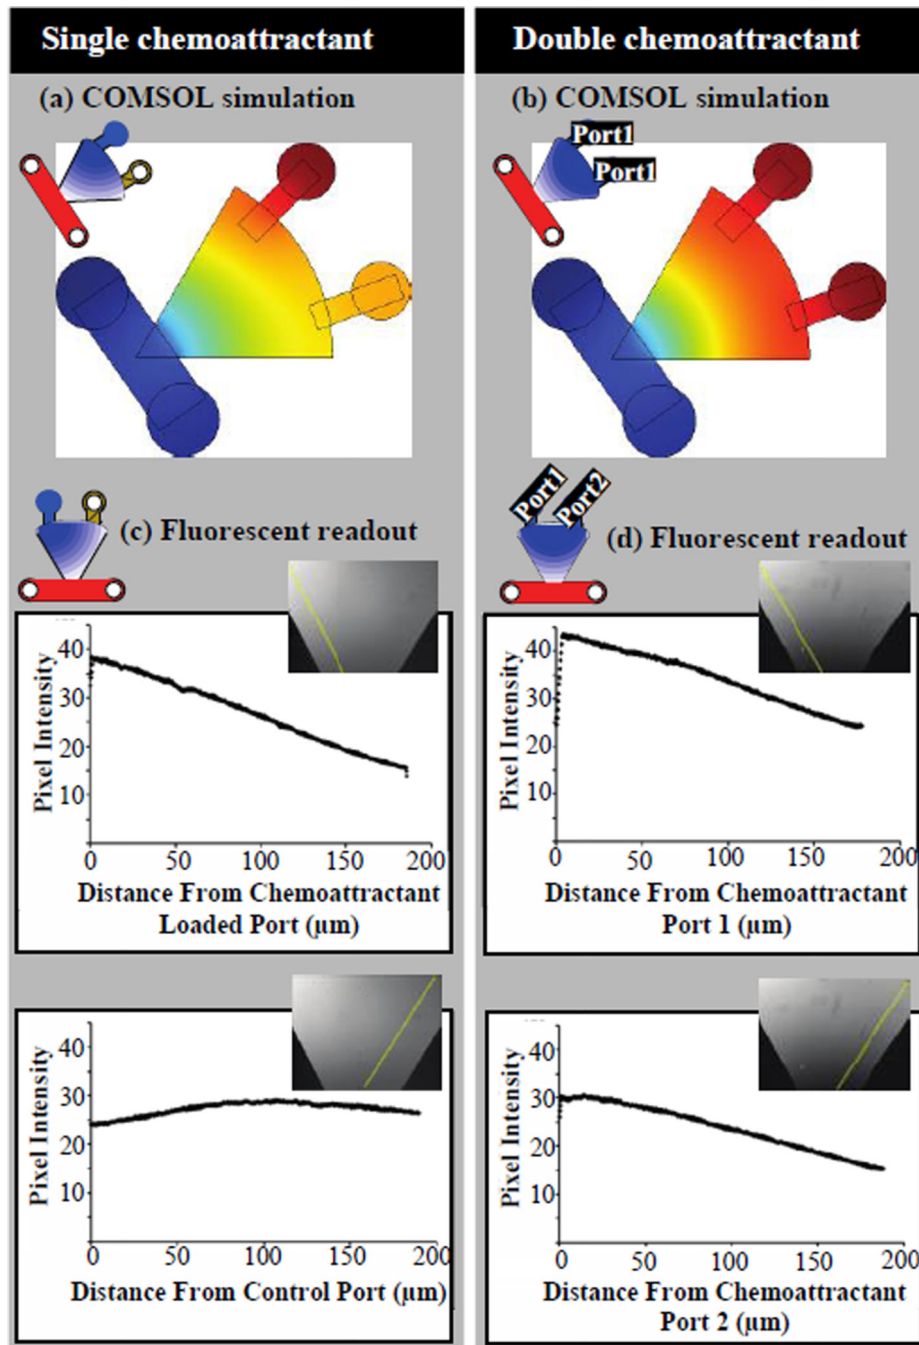 Single chemoattractant
Double chemoattractant
(a) COMSOL simulation
(b) COMSOL simulation
Port1
Port1
Port1
Port2
(c) Fluorescent readout
(d) Fluorescent readout
Pixel Intensity
40
30
20
10
0
50
100
150
200
Distance From Chemoattractant
Loaded Port (µm)
Pixel Intensity
40
30
20
10
0
50
100
150
200
Distance From Chemoattractant
Port 1 (µm)
Pixel Intensity
40
30
20
10
0
50
100
150
200
Distance From Control Port (µm)
Pixel Intensity
40
30
20
10
0
50
100
150
200
Distance From Chemoattractant
Port 2 (µm)